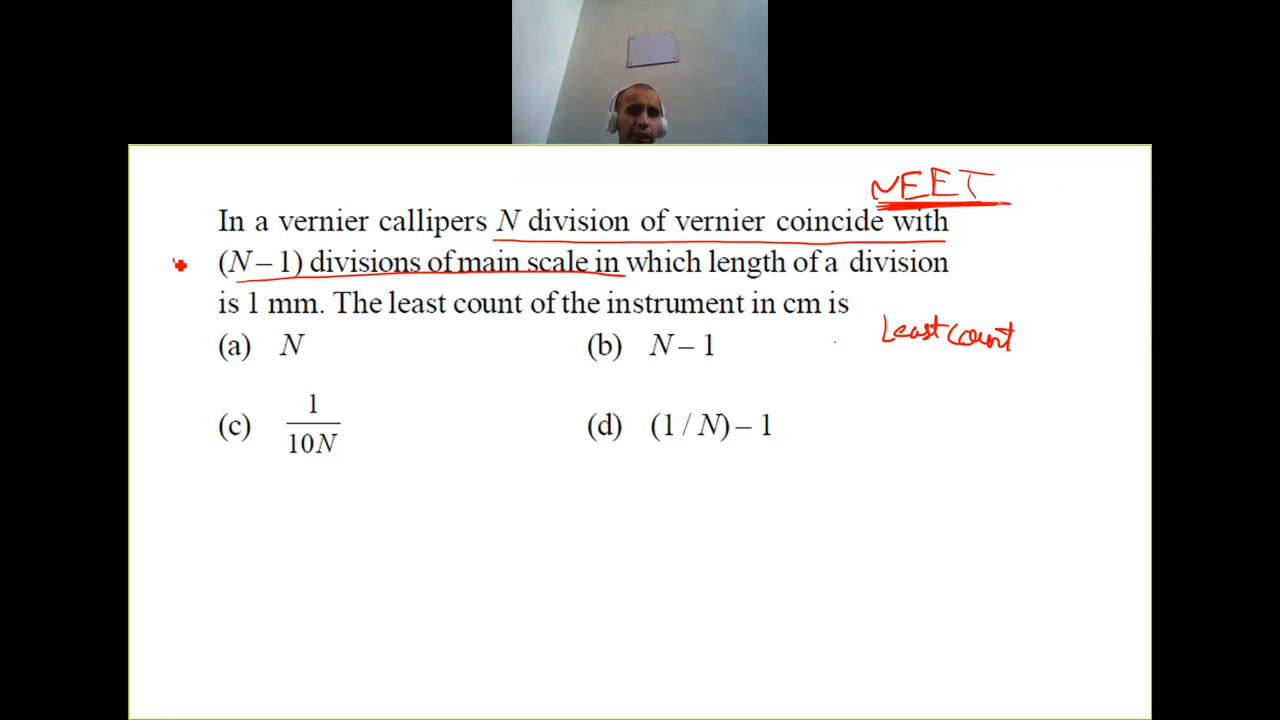 NEET
In a vernier callipers N division of vernier coincide with
(N – 1) divisions of main scale in which length of a division
is 1 mm. The least count of the instrument in cm is
Least count
(a) N (b) N – 1
(c) 1/10N (d) (1 / N) – 1